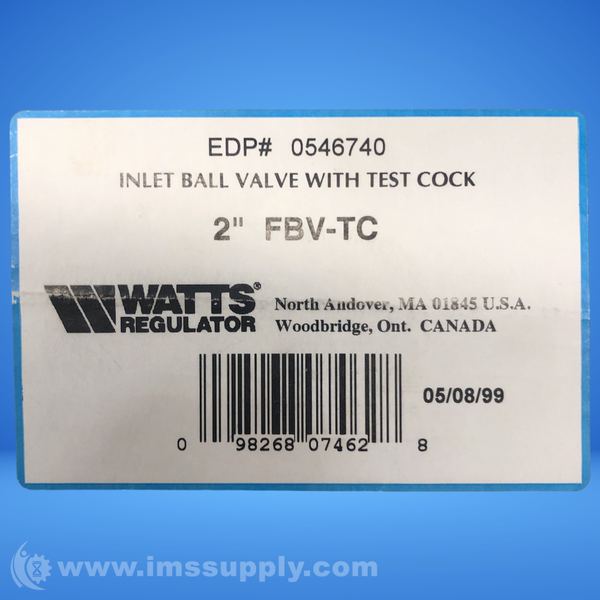 EDP# 0546740
INLET BALL VALVE WITH TEST COCK
2" FBV-TC
WATTS®
REGULATOR
North Andover, MA 01845 U.S.A.
Woodbridge, Ont. CANADA
05/08/99
0 98268 07462 8
www.imssupply.com